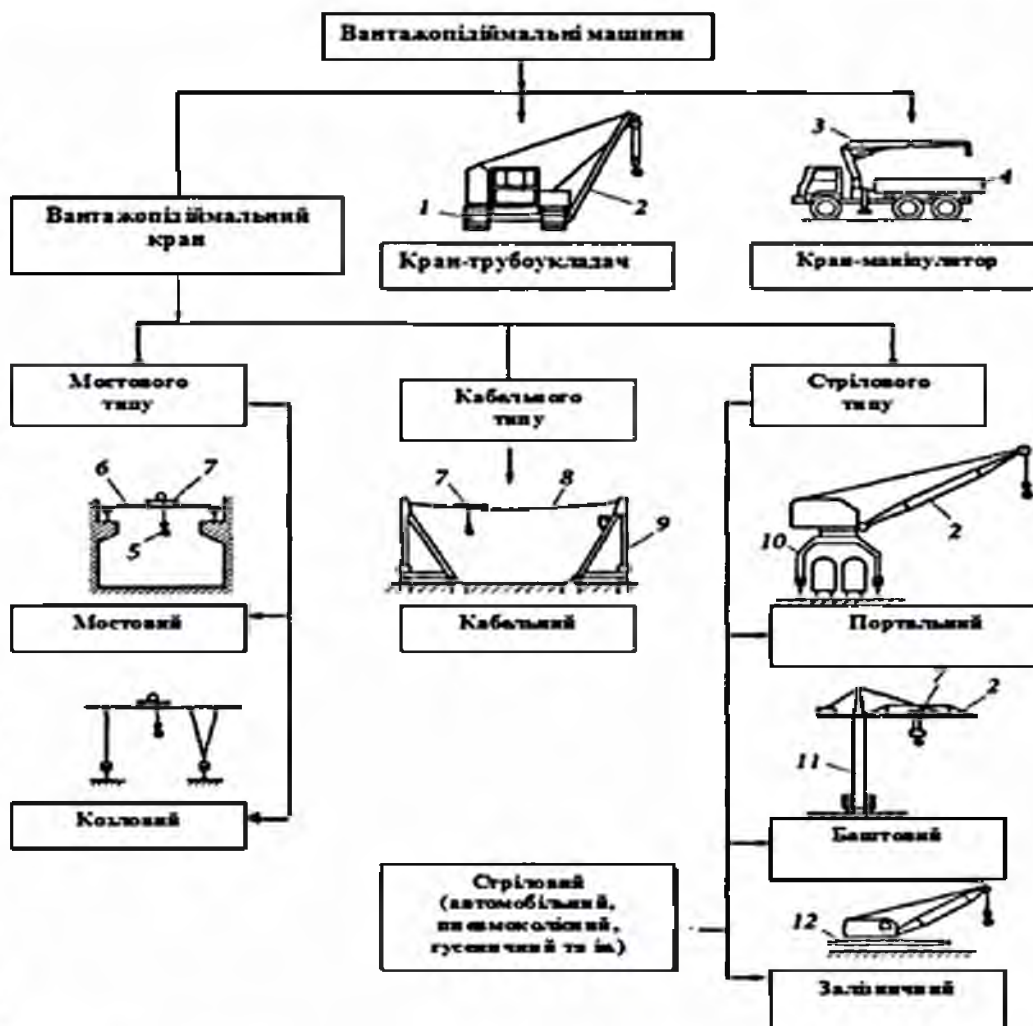 Вантажопідіймальні машини
3
4
1
2
Вантажопідіймальний
кран
Кран-трубоукладач
Кран-маніпулятор
Мостового
типу
Кабельного
типу
Стрілового
типу
6
7
5
7
8
9
2
10
Мостовий
Кабельний
Портальний
7
2
11
Козловий
Баштовий
Стріловий
(автомобільний,
пневмоколісний,
гусеничний та ін.)
12
Залізничний